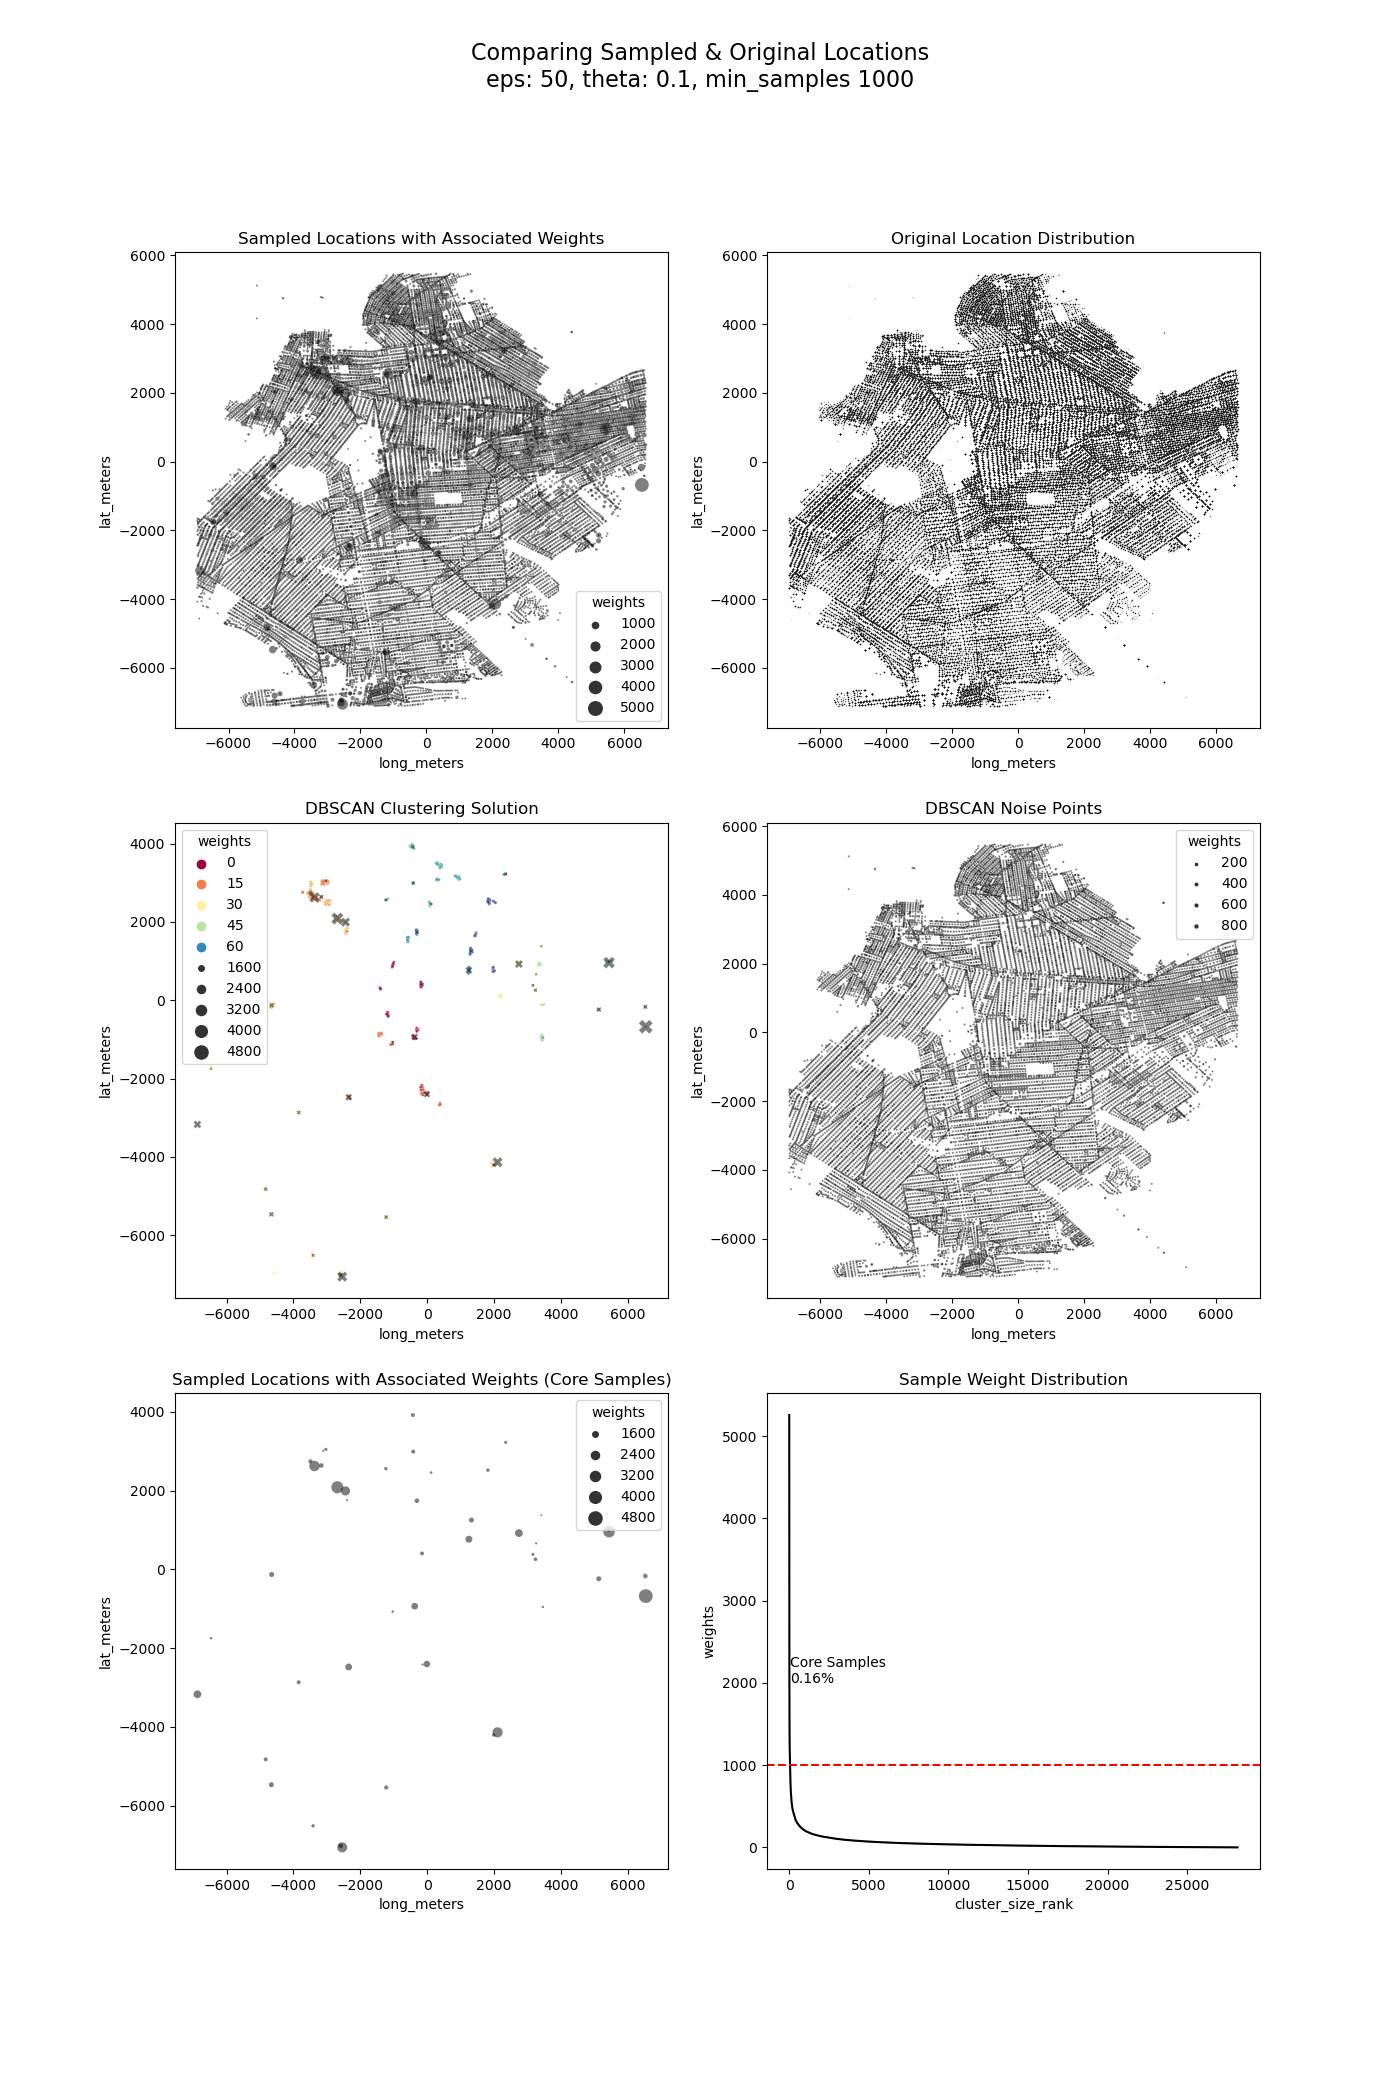 Comparing Sampled & Original Locations
eps: 50, theta: 0.1, min_samples 1000
Sampled Locations with Associated Weights
6000
4000
2000
0
−2000
−4000
−6000
lat_meters
weights
1000
2000
3000
4000
5000
−6000 −4000 −2000 0 2000 4000 6000
long_meters
Original Location Distribution
6000
4000
2000
0
−2000
−4000
−6000
lat_meters
−6000 −4000 −2000 0 2000 4000 6000
long_meters
DBSCAN Clustering Solution
4000
2000
0
−2000
−4000
−6000
lat_meters
weights
0
15
30
45
60
1600
2400
3200
4000
4800
−6000 −4000 −2000 0 2000 4000 6000
long_meters
DBSCAN Noise Points
6000
4000
2000
0
−2000
−4000
−6000
lat_meters
weights
200
400
600
800
−6000 −4000 −2000 0 2000 4000 6000
long_meters
Sampled Locations with Associated Weights (Core Samples)
4000
2000
0
−2000
−4000
−6000
lat_meters
weights
1600
2400
3200
4000
4800
−6000 −4000 −2000 0 2000 4000 6000
long_meters
Sample Weight Distribution
5000
4000
3000
2000
1000
0
weights
Core Samples
0.16%
0 5000 10000 15000 20000 25000
cluster_size_rank